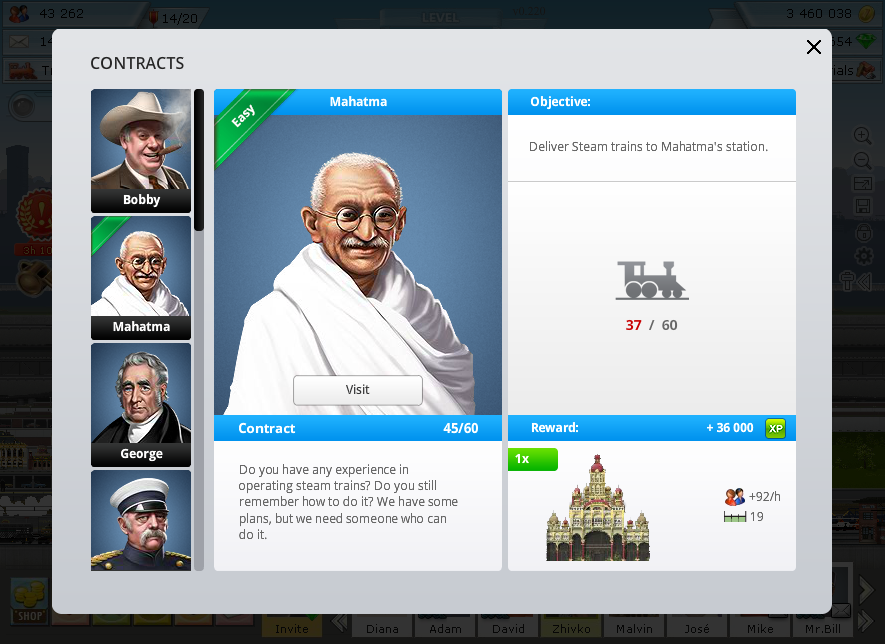 43 262
14/20
LEVEL
3 460 038
CONTRACTS
Bobby
Mahatma
George
Easy
Mahatma
Visit
Contract 45/60
Do you have any experience in
operating steam trains? Do you still
remember how to do it? We have some
plans, but we need someone who can
do it.
Objective:
Deliver Steam trains to Mahatma's station.
37 / 60
Reward: + 36 000 XP
1x
+92/h
19
SHOP
Invite
Diana
Adam
David
Zhivko
Malvin
José
Mike
Mr.Bill